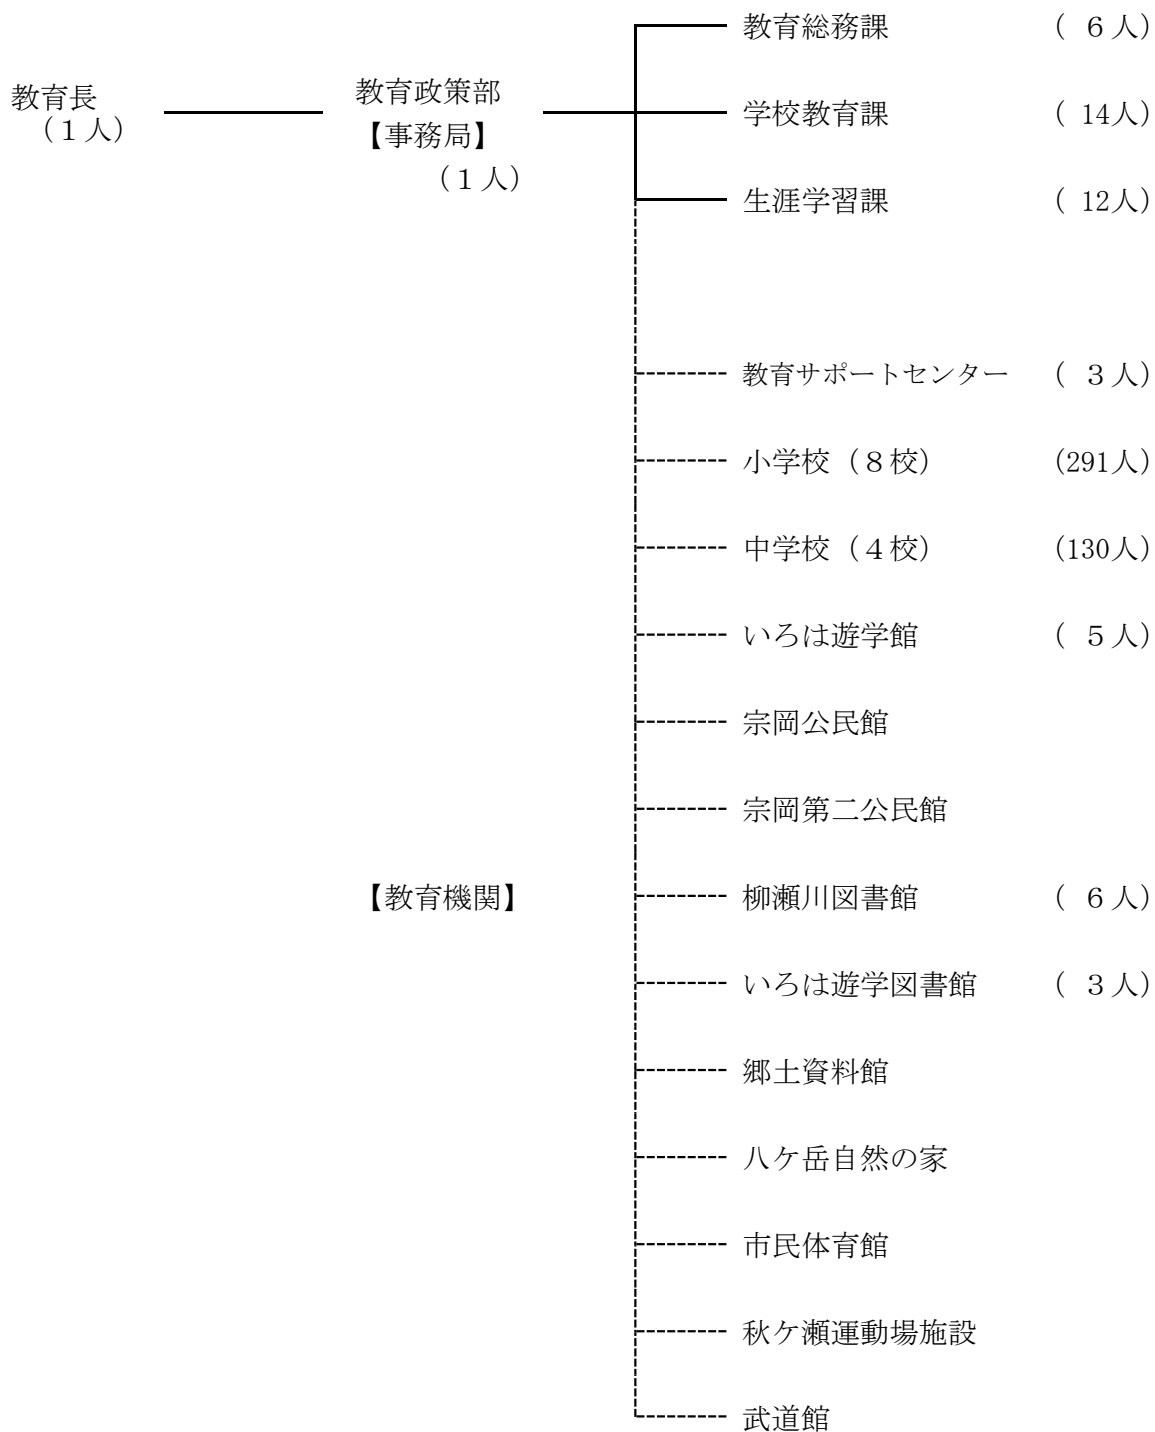 教育総務課 （ ６人）
教育長
（１人）
教育政策部
【事務局】
（１人）
学校教育課 （ 14人）
生涯学習課 （ 12人）
教育サポートセンター （ ３人）
小学校（８校） （291人）
中学校（４校） （130人）
いろは遊学館 （ ５人）
宗岡公民館
宗岡第二公民館
【教育機関】
柳瀬川図書館 （ ６人）
いろは遊学図書館 （ ３人）
郷土資料館
八ケ岳自然の家
市民体育館
秋ケ瀬運動場施設
武道館